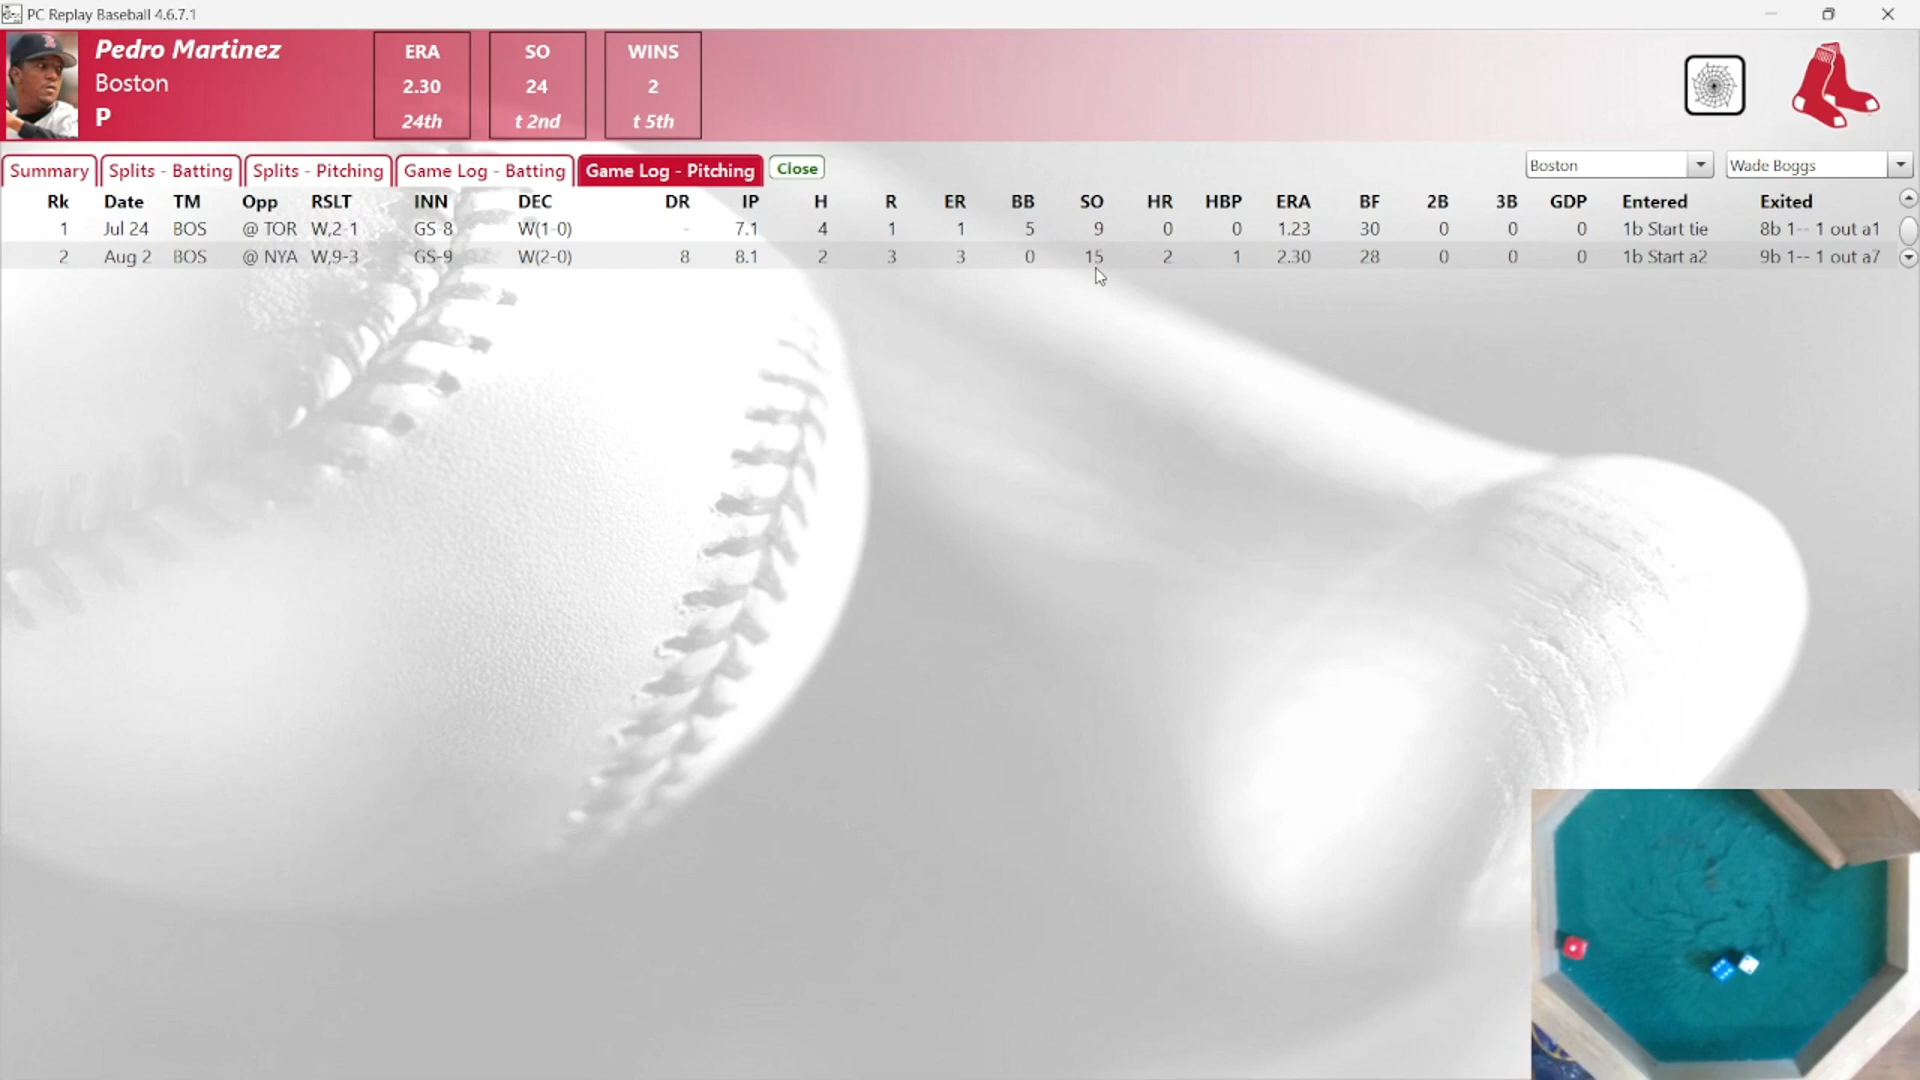 PC Replay Baseball 4.6.7.1
Pedro Martinez
Boston
P
ERA
2.30
24th
SO
24
t 2nd
WINS
2
t 5th
Summary Splits - Batting Splits - Pitching Game Log - Batting Game Log - Pitching Close Boston Wade Boggs
Rk Date TM Opp RSLT INN DEC DR IP H R ER BB SO HR HBP ERA BF 2B 3B GDP Entered Exited
1 Jul 24 BOS @ TOR W,2-1 GS-8 W(1-0) - 7.1 4 1 1 5 9 0 0 1.23 30 0 0 0 1b Start tie 8b 1-- 1 out a1
2 Aug 2 BOS @ NYA W,9-3 GS-9 W(2-0) 8 8.1 2 3 3 0 15 2 1 2.30 28 0 0 0 1b Start a2 9b 1-- 1 out a7